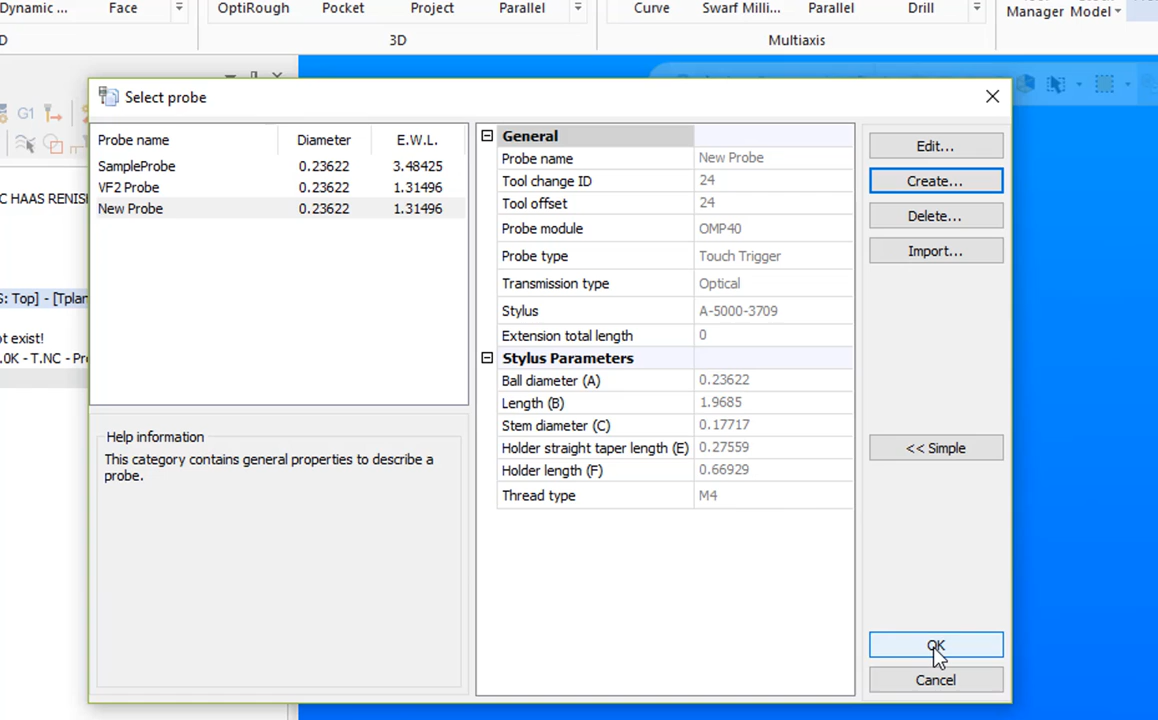 Dynamic ... Face OptiRough Pocket Project Parallel Curve Swarf Milli... Parallel Drill
Manager Model
3D Multiaxis
Select probe
G1
Probe name Diameter E.W.L.
SampleProbe 0.23622 3.48425
VF2 Probe 0.23622 1.31496
New Probe 0.23622 1.31496
General
Probe name New Probe
Tool change ID 24
Tool offset 24
Probe module OMP40
Probe type Touch Trigger
Transmission type Optical
Stylus A-5000-3709
Extension total length 0
Stylus Parameters
Ball diameter (A) 0.23622
Length (B) 1.9685
Stem diameter (C) 0.17717
Holder straight taper length (E) 0.27559
Holder length (F) 0.66929
Thread type M4
Edit...
Create...
Delete...
Import...
<< Simple
OK
Cancel
Help information
This category contains general properties to describe a
probe.
C HAAS RENISH
S: Top] - [Tplan
ot exist!
.0K - T.NC - Pr